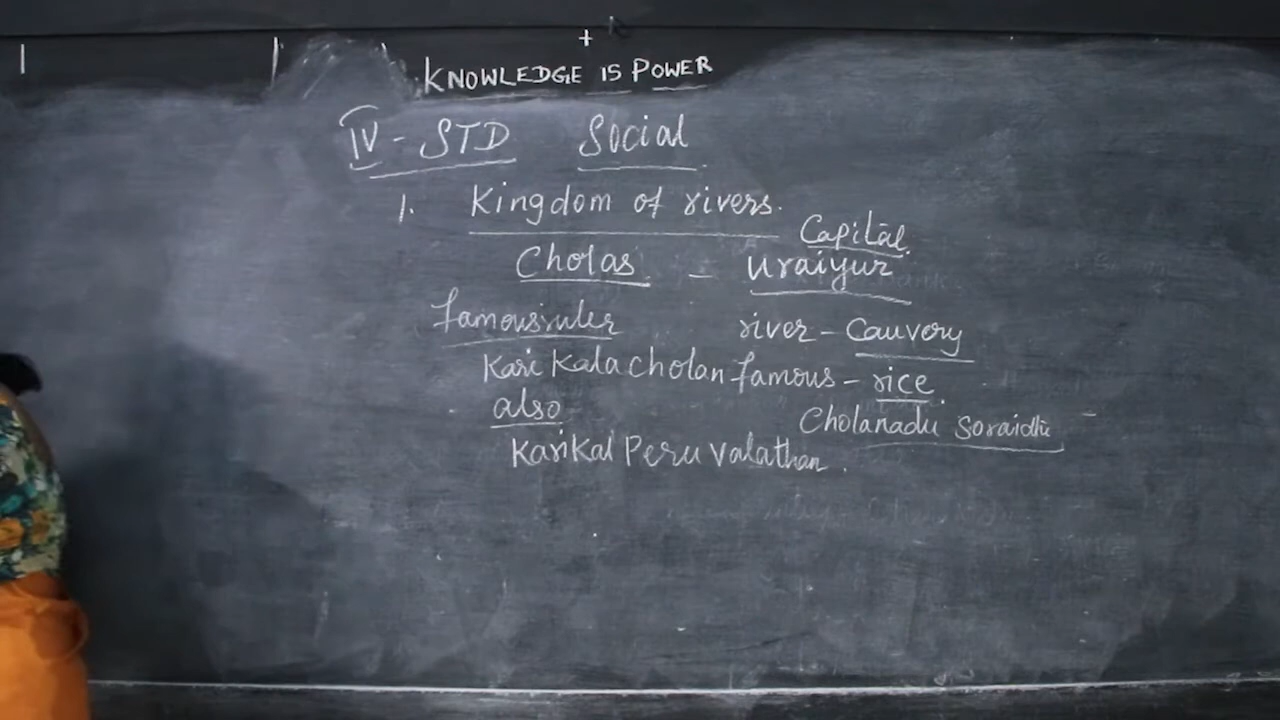 KNOWLEDGE IS POWER
IV - STD Social
1. Kingdom of rivers.
Capital
Cholas - Uraiyur
famous ruler river - Cauvery
Kari Kala cholan famous - rice.
also Cholanadu Soraidtu
Karikal Peru Valathan.